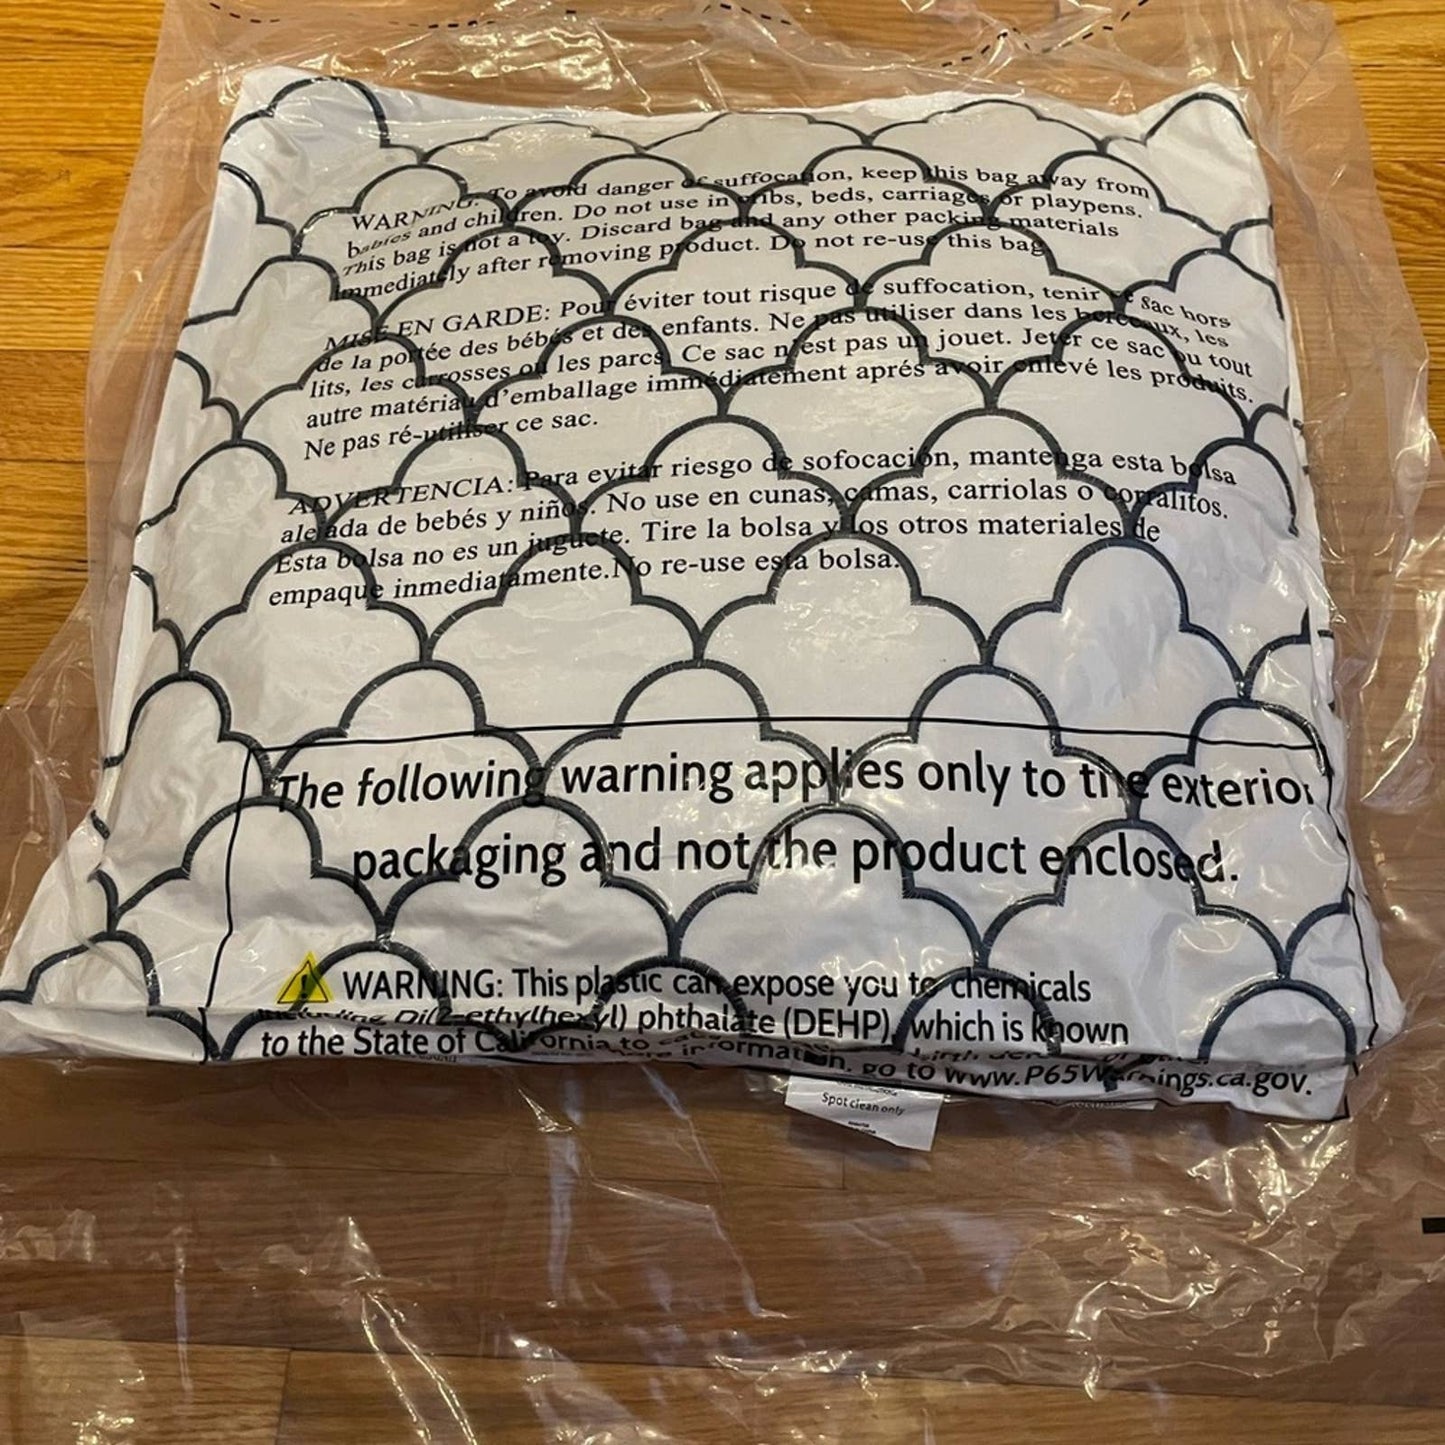 WARNING: To avoid danger of suffocation, keep this bag away from
babies and children. Do not use in cribs, beds, carriages or playpens.
This bag is not a toy. Discard bag and any other packing materials
immediately after removing product. Do not re-use this bag
MISE EN GARDE: Pour éviter tout risque de suffocation, tenir ce sac hors
de la portée des bébés et des enfants. Ne pas utiliser dans les berceaux, les
lits, les carrosses ou les parcs. Ce sac n'est pas un jouet. Jeter ce sac ou tout
autre matériau d'emballage immédiatement aprés avoir enlevé les produits.
Ne pas ré-utiliser ce sac.
ADVERTENCIA: Para evitar riesgo de sofocación, mantenga esta bolsa
alejada de bebés y niños. No use en cunas, camas, carriolas o corralitos.
Esta bolsa no es un juguete. Tire la bolsa y los otros materiales de
empaque inmediatamente.No re-use esta bolsa.
The following warning applies only to the exterior
packaging and not the product enclosed.
WARNING: This plastic can expose you to chemicals
including Di(2-ethylhexyl) phthalate (DEHP), which is known
to the State of California to birth
information, go to www.P65Warnings.ca.gov.
Spot clean only